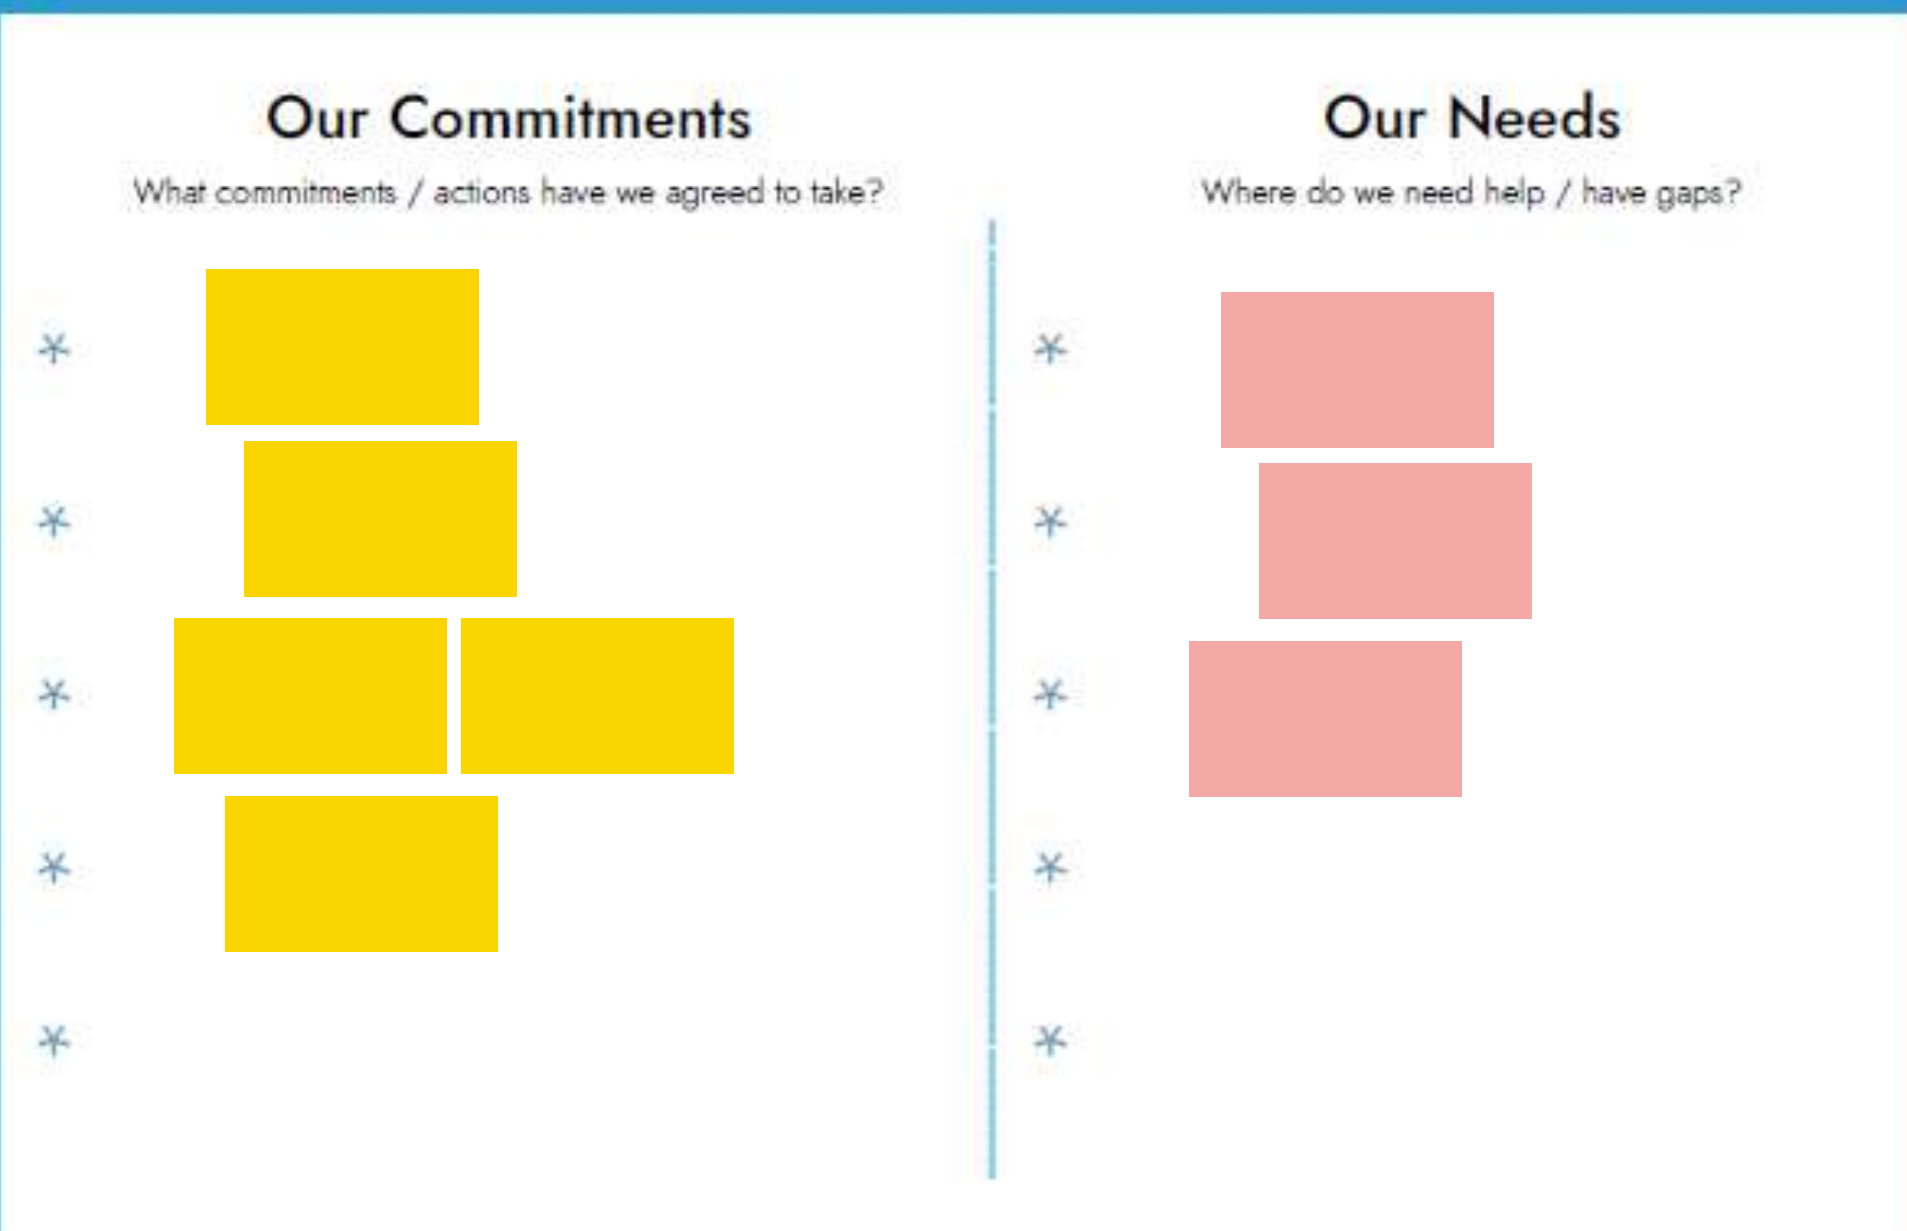 Our Commitments
What commitments / actions have we agreed to take?
Our Needs
Where do we need help / have gaps?